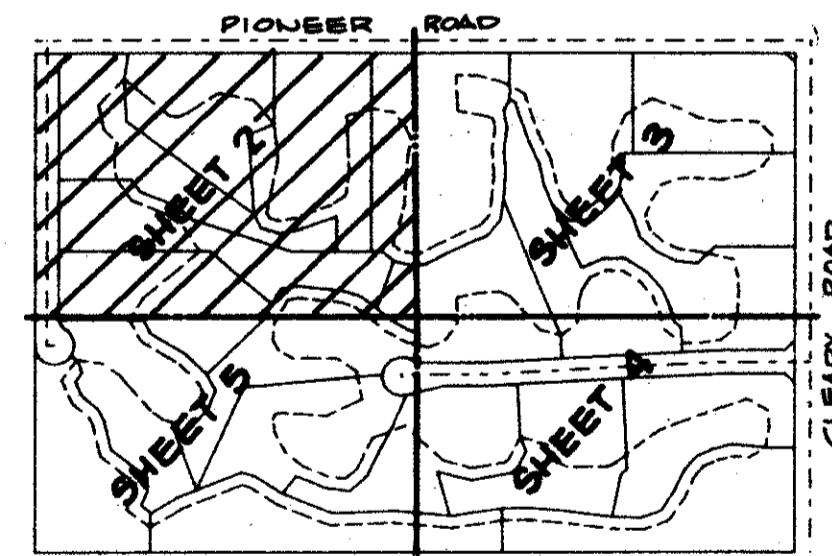 PIONEER ROAD
SHEET 2
SHEET 3
SHEET 5
SHEET 4
CLEARY ROAD